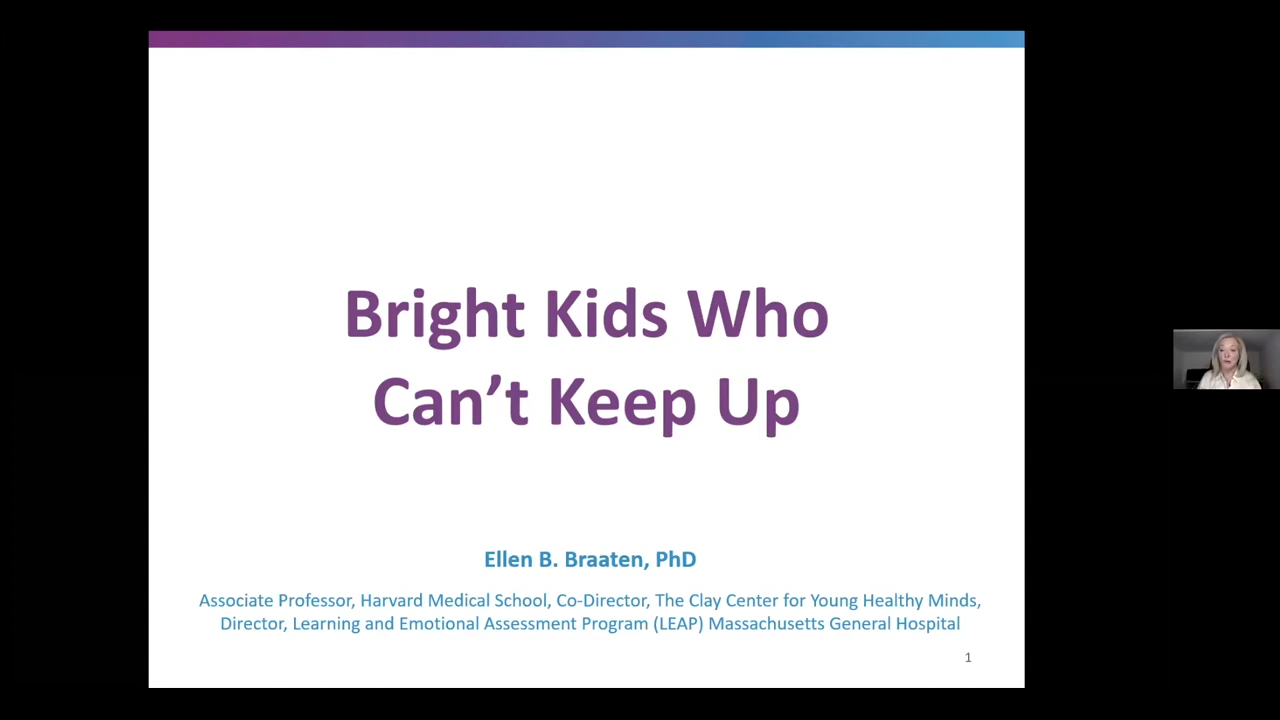 Bright Kids Who
Can’t Keep Up
Ellen B. Braaten, PhD
Associate Professor, Harvard Medical School, Co-Director, The Clay Center for Young Healthy Minds,
Director, Learning and Emotional Assessment Program (LEAP) Massachusetts General Hospital
1